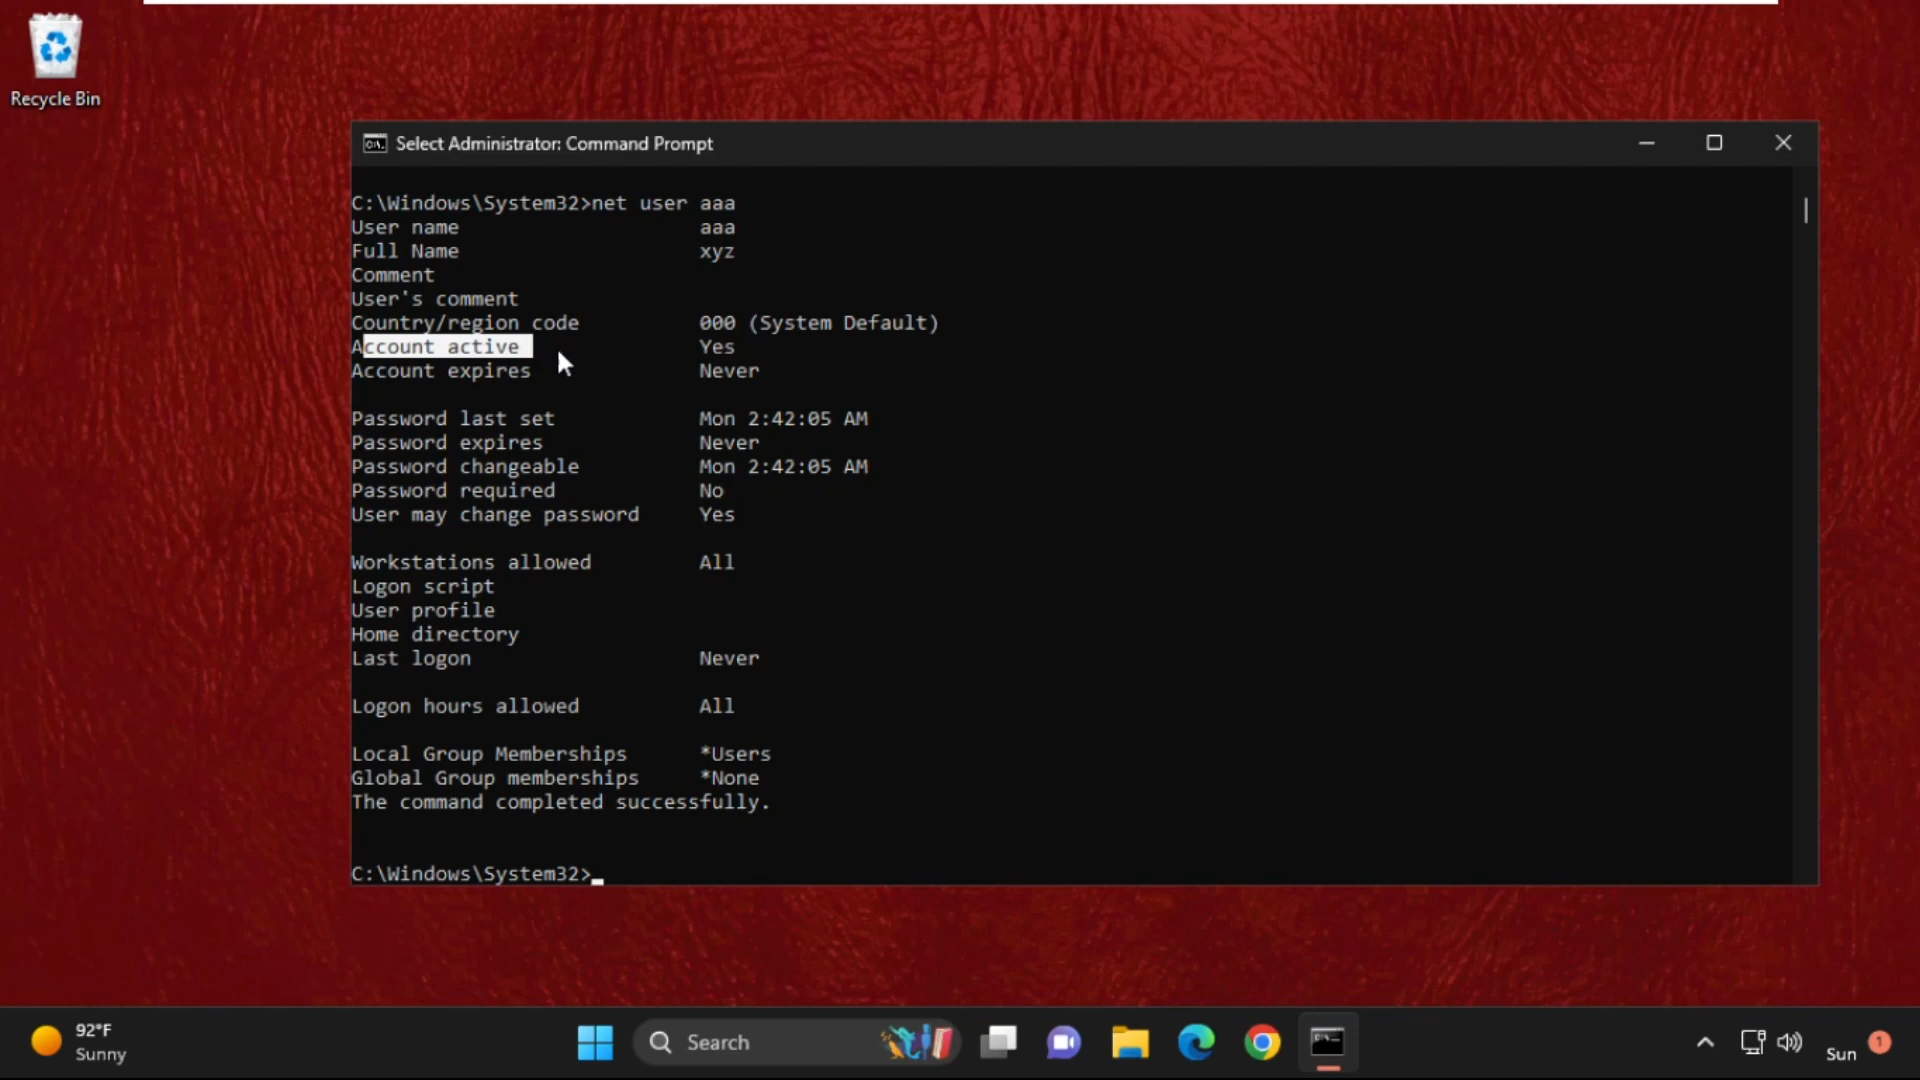 Recycle Bin
Select Administrator: Command Prompt
C:\Windows\System32>net user aaa
User name aaa
Full Name xyz
Comment
User's comment
Country/region code 000 (System Default)
Account active Yes
Account expires Never
Password last set Mon 2:42:05 AM
Password expires Never
Password changeable Mon 2:42:05 AM
Password required No
User may change password Yes
Workstations allowed All
Logon script
User profile
Home directory
Last logon Never
Logon hours allowed All
Local Group Memberships *Users
Global Group memberships *None
The command completed successfully.
C:\Windows\System32>_
92°F
Sunny
Search
Sun 1